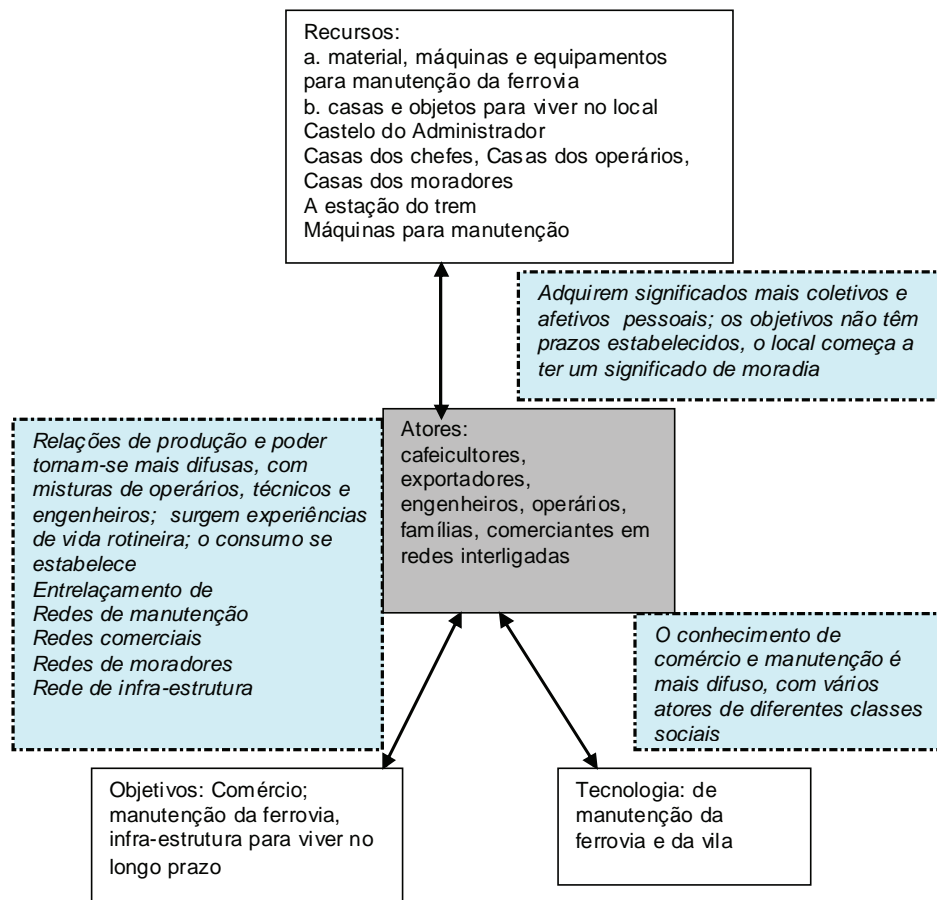 Recursos:
a. material, máquinas e equipamentos
para manutenção da ferrovia
b. casas e objetos para viver no local
Castelo do Administrador
Casas dos chefes, Casas dos operários,
Casas dos moradores
A estação do trem
Máquinas para manutenção
Adquirem significados mais coletivos e
afetivos pessoais; os objetivos não têm
prazos estabelecidos, o local começa a
ter um significado de moradia
Relações de produção e poder
tornam-se mais difusas, com
misturas de operários, técnicos e
engenheiros; surgem experiências
de vida rotineira; o consumo se
estabelece
Entrelaçamento de
Redes de manutenção
Redes comerciais
Redes de moradores
Rede de infra-estrutura
Atores:
cafeicultores,
exportadores,
engenheiros, operários,
famílias, comerciantes em
redes interligadas
O conhecimento de
comércio e manutenção é
mais difuso, com vários
atores de diferentes classes
sociais
Objetivos: Comércio;
manutenção da ferrovia,
infra-estrutura para viver no
longo prazo
Tecnologia: de
manutenção da
ferrovia e da vila